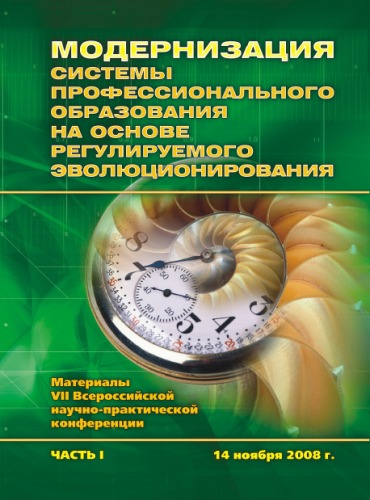 МОДЕРНИЗАЦИЯ
СИСТЕМЫ
ПРОФЕССИОНАЛЬНОГО
ОБРАЗОВАНИЯ
НА ОСНОВЕ
РЕГУЛИРУЕМОГО
ЭВОЛЮЦИОНИРОВАНИЯ
Материалы
VII Всероссийской
научно-практической
конференции
ЧАСТЬ I
14 ноября 2008 г.